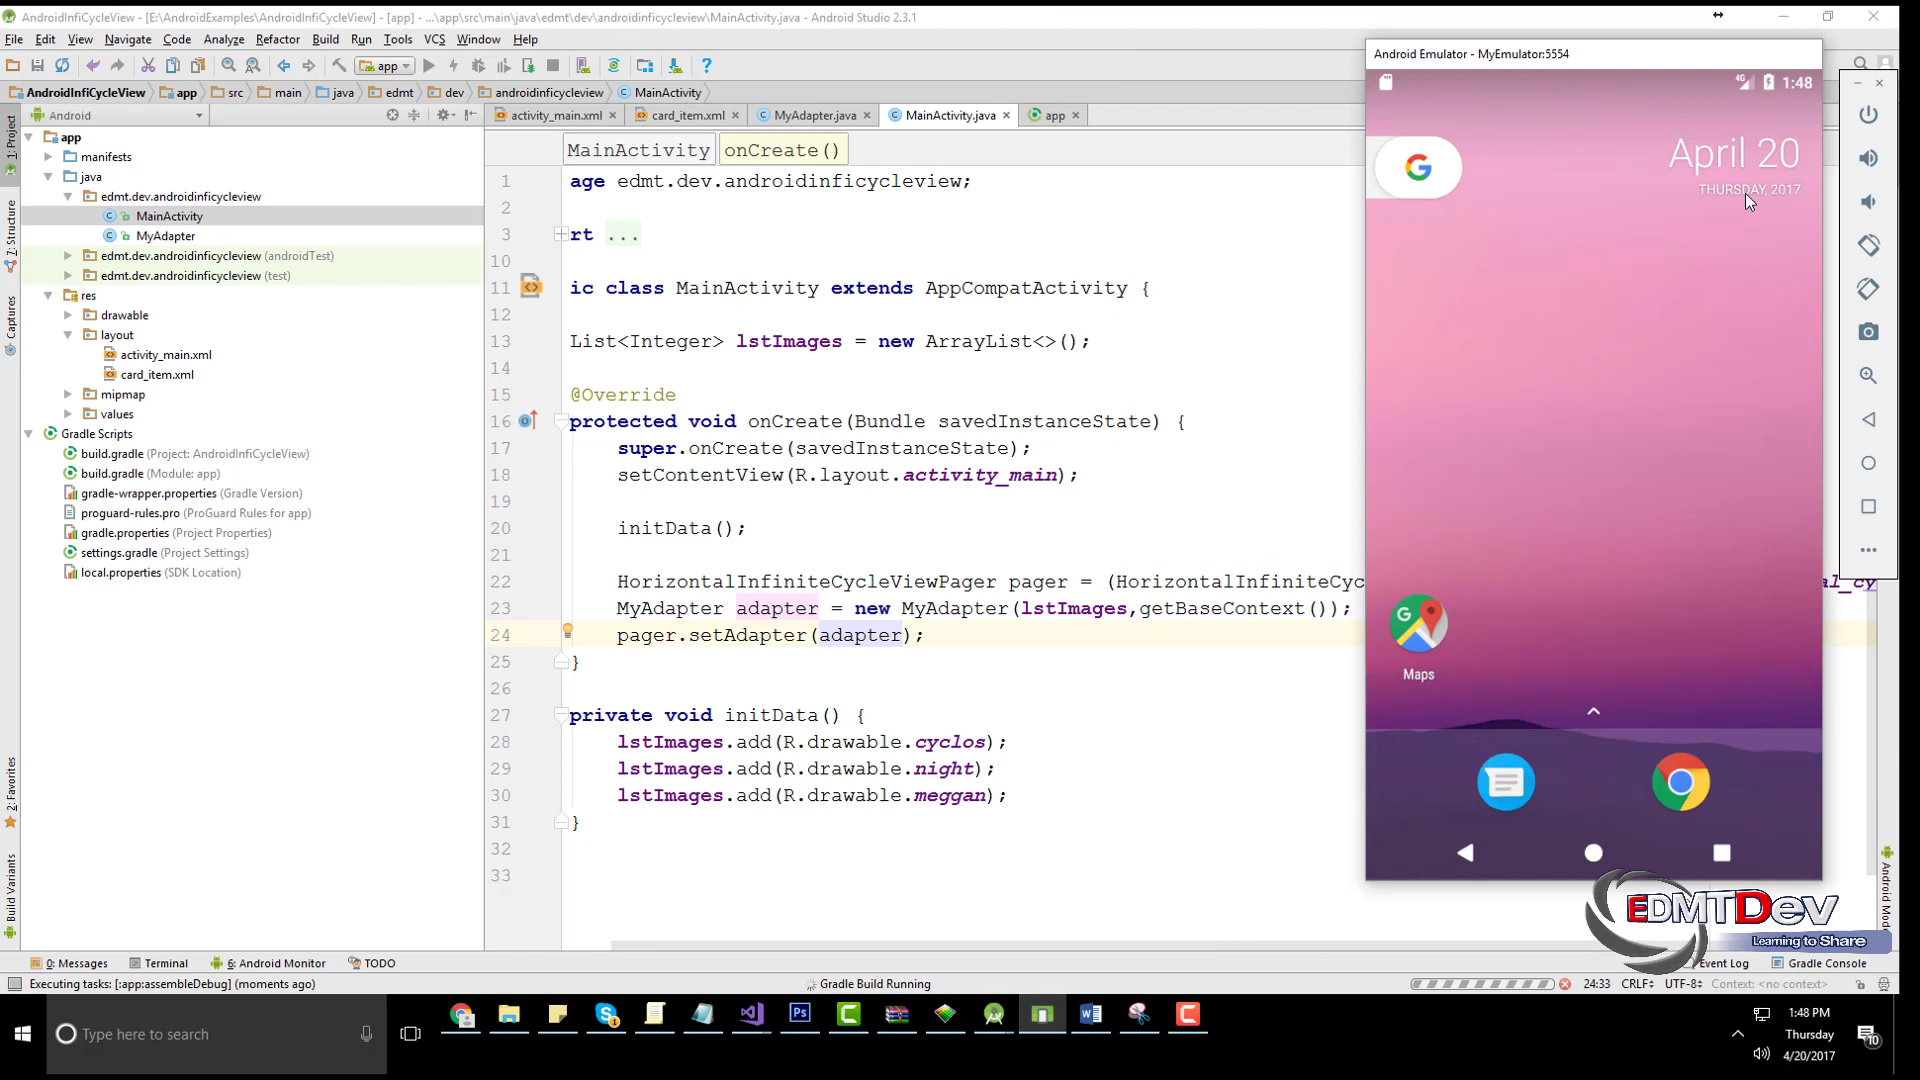 AndroidInfiCycleView - [E:\AndroidExamples\AndroidInfiCycleView] - [app] - ...\app\src\main\java\edmt\dev\androidinficycleview\MainActivity.java - Android Studio 2.3.1
File Edit View Navigate Code Analyze Refactor Build Run Tools VCS Window Help
app
AndroidInfiCycleView app src main java edmt dev androidinficycleview MainActivity
Android
activity_main.xml card_item.xml MyAdapter.java MainActivity.java app
MainActivity onCreate()
1: Project
7: Structure
Captures
2: Favorites
Build Variants
app
manifests
java
edmt.dev.androidinficycleview
MainActivity
MyAdapter
edmt.dev.androidinficycleview (androidTest)
edmt.dev.androidinficycleview (test)
res
drawable
layout
activity_main.xml
card_item.xml
mipmap
values
Gradle Scripts
build.gradle (Project: AndroidInfiCycleView)
build.gradle (Module: app)
gradle-wrapper.properties (Gradle Version)
proguard-rules.pro (ProGuard Rules for app)
gradle.properties (Project Properties)
settings.gradle (Project Settings)
local.properties (SDK Location)
1 age edmt.dev.androidinficycleview;
2
3 rt ...
10
11 ic class MainActivity extends AppCompatActivity {
12
13 List<Integer> lstImages = new ArrayList<>();
14
15 @Override
16 protected void onCreate(Bundle savedInstanceState) {
17 super.onCreate(savedInstanceState);
18 setContentView(R.layout.activity_main);
19
20 initData();
21
22 HorizontalInfiniteCycleViewPager pager = (HorizontalInfiniteCyc
23 MyAdapter adapter = new MyAdapter(lstImages,getBaseContext());
24 pager.setAdapter(adapter);
25 }
26
27 private void initData() {
28 lstImages.add(R.drawable.cyclos);
29 lstImages.add(R.drawable.night);
30 lstImages.add(R.drawable.meggan);
31 }
32
33
Android Emulator - MyEmulator:5554
4G 1:48
April 20
THURSDAY, 2017
G
Maps
EDMTDev
Learning to Share
0: Messages Terminal 6: Android Monitor TODO Event Log Gradle Console
Executing tasks: [:app:assembleDebug] (moments ago) Gradle Build Running 24:33 CRLF UTF-8 Context: <no context>
Type here to search
Ps
1:48 PM
Thursday
4/20/2017
10